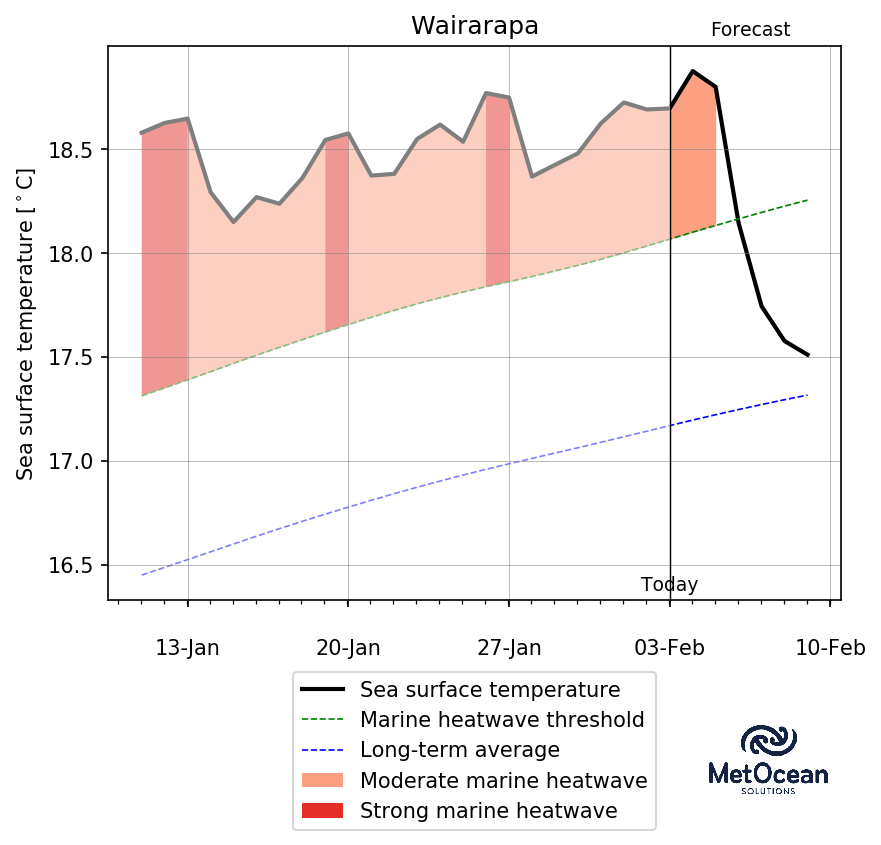 Wairarapa
Forecast
Sea surface temperature [°C]
18.5
18.0
17.5
17.0
16.5
Today
13-Jan 20-Jan 27-Jan 03-Feb 10-Feb
Sea surface temperature
Marine heatwave threshold
Long-term average
Moderate marine heatwave
Strong marine heatwave
MetOcean
SOLUTIONS